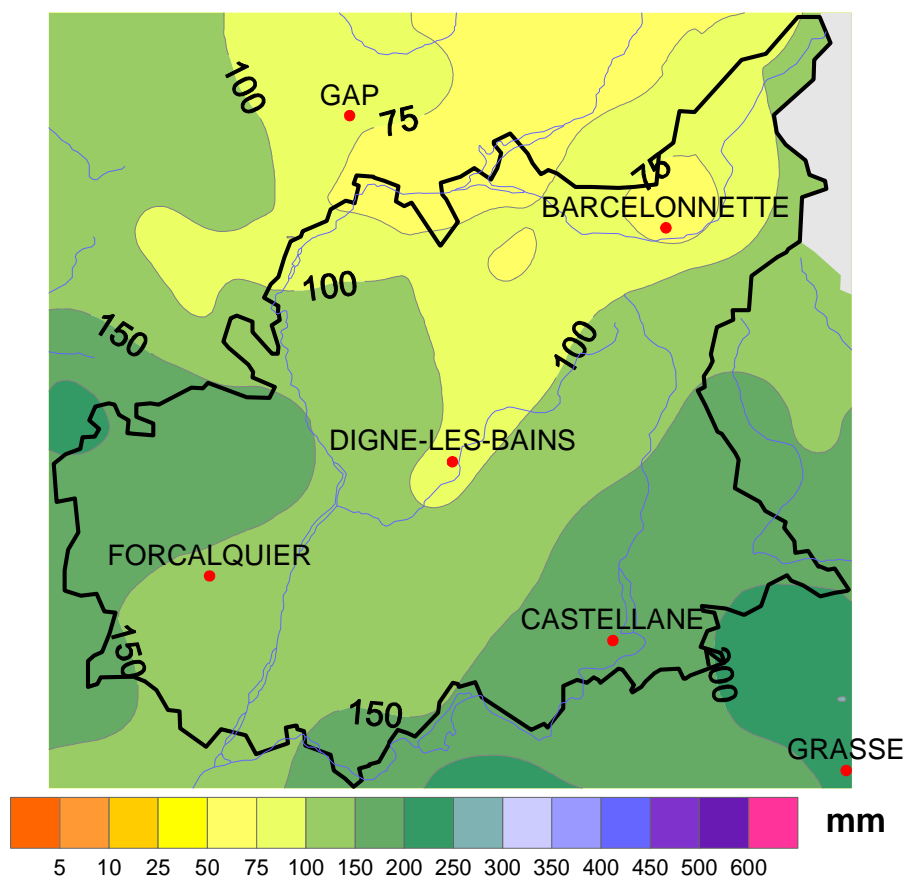 100
GAP
75
75
BARCELONNETTE
100
150
100
DIGNE-LES-BAINS
FORCALQUIER
CASTELLANE
150
200
150
GRASSE
mm
5 10 25 50 75 100 150 200 250 300 350 400 450 500 600